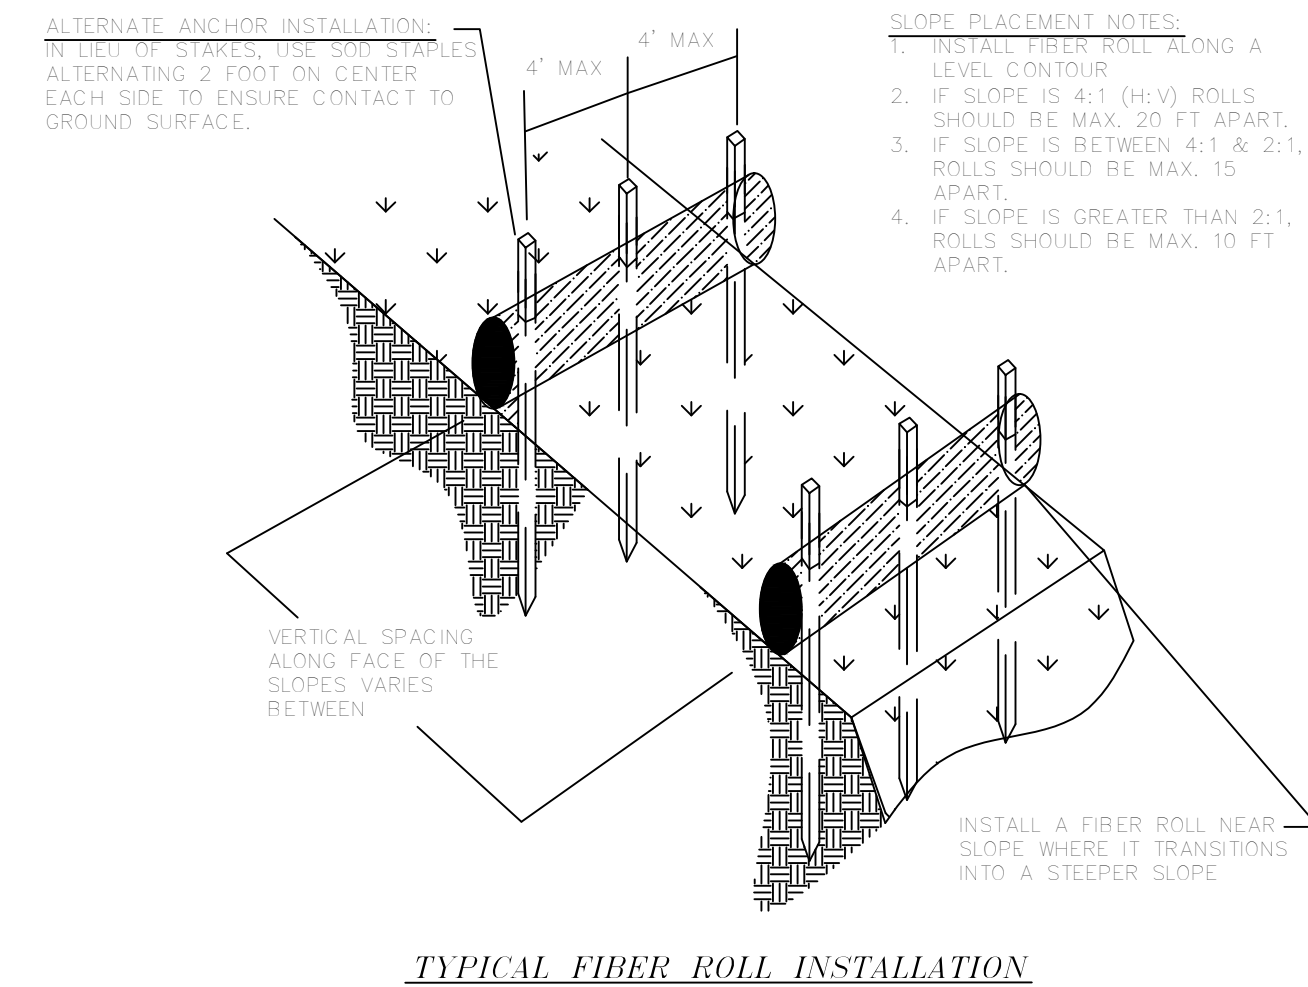 ALTERNATE ANCHOR INSTALLATION:
IN LIEU OF STAKES, USE SOD STAPLES
ALTERNATING 2 FOOT ON CENTER
EACH SIDE TO ENSURE CONTACT TO
GROUND SURFACE.
4' MAX
4' MAX
SLOPE PLACEMENT NOTES:
1. INSTALL FIBER ROLL ALONG A
LEVEL CONTOUR
2. IF SLOPE IS 4:1 (H:V) ROLLS
SHOULD BE MAX. 20 FT APART.
3. IF SLOPE IS BETWEEN 4:1 & 2:1,
ROLLS SHOULD BE MAX. 15
APART.
4. IF SLOPE IS GREATER THAN 2:1,
ROLLS SHOULD BE MAX. 10 FT
APART.
VERTICAL SPACING
ALONG FACE OF THE
SLOPES VARIES
BETWEEN
INSTALL A FIBER ROLL NEAR
SLOPE WHERE IT TRANSITIONS
INTO A STEEPER SLOPE
TYPICAL FIBER ROLL INSTALLATION